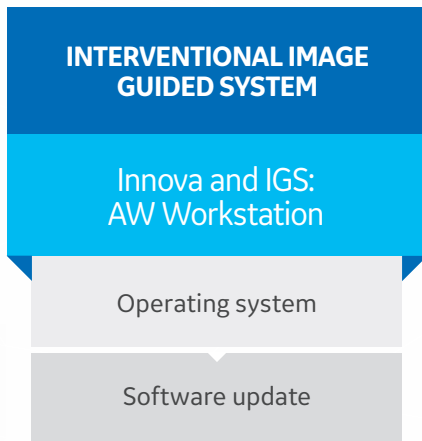 INTERVENTIONAL IMAGE
GUIDED SYSTEM
Innova and IGS:
AW Workstation
Operating system
Software update